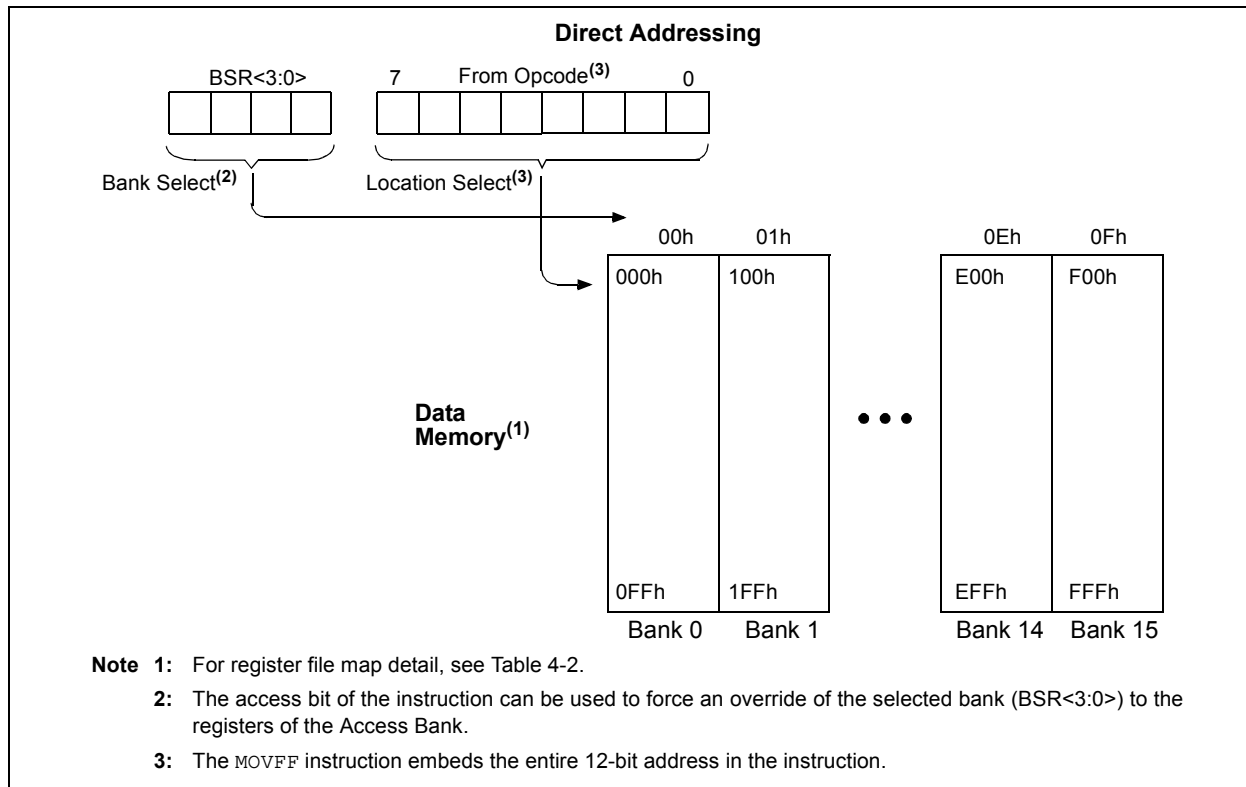 Direct Addressing
BSR<3:0>
7 From Opcode(3) 0
Bank Select(2)
Location Select(3)
00h 01h 0Eh 0Fh
000h 100h E00h F00h
Data
Memory(1)
0FFh 1FFh EFFh FFFh
Bank 0 Bank 1 Bank 14 Bank 15
Note 1: For register file map detail, see Table 4-2.
2: The access bit of the instruction can be used to force an override of the selected bank (BSR<3:0>) to the
registers of the Access Bank.
3: The MOVFF instruction embeds the entire 12-bit address in the instruction.